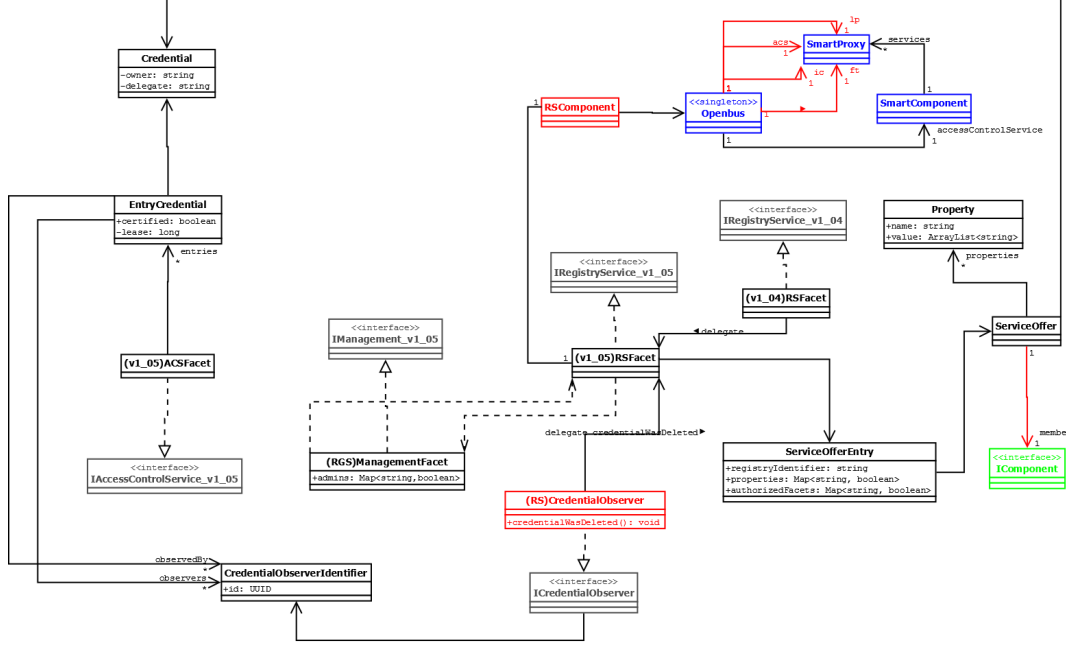 lp
1
acs
1
SmartProxy
services
*
ic
1
ft
1
Credential
-owner: string
-delegate: string
1
RSComponent
1
<<singleton>>
Openbus
1
1
1
SmartComponent
accessControlService
1
EntryCredential
+certified: boolean
-lease: long
entries
*
<<interface>>
IRegistryService_v1_04
Property
+name: string
+value: ArrayList<string>
properties
*
<<interface>>
IRegistryService_v1_05
(v1_04)RSFacet
<<interface>>
IManagement_v1_05
delegate
ServiceOffer
1
(v1_05)ACSFacet
1
(v1_05)RSFacet
delegate.credentialWasDeleted
membe
1
<<interface>>
IComponent
<<interface>>
IAccessControlService_v1_05
(RGS)ManagementFacet
+admins: Map<string,boolean>
ServiceOfferEntry
+registryIdentifier: string
+properties: Map<string, boolean>
+authorizedFacets: Map<string, boolean>
(RS)CredentialObserver
+credentialWasDeleted(): void
observedBy
*
observers
*
CredentialObserverIdentifier
+id: UUID
<<interface>>
ICredentialObserver